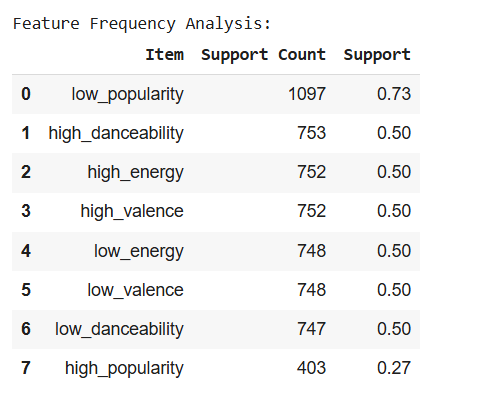 Feature Frequency Analysis:
Item Support Count Support
0 low_popularity 1097 0.73
1 high_danceability 753 0.50
2 high_energy 752 0.50
3 high_valence 752 0.50
4 low_energy 748 0.50
5 low_valence 748 0.50
6 low_danceability 747 0.50
7 high_popularity 403 0.27